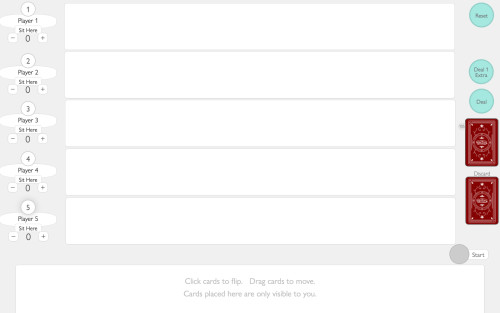 1
Player 1
Sit Here
− 0 +
2
Player 2
Sit Here
− 0 +
3
Player 3
Sit Here
− 0 +
4
Player 4
Sit Here
− 0 +
5
Player 5
Sit Here
− 0 +
Reset
Deal 1
Extra
Deal
Discard
Start
Click cards to flip. Drag cards to move.
Cards placed here are only visible to you.